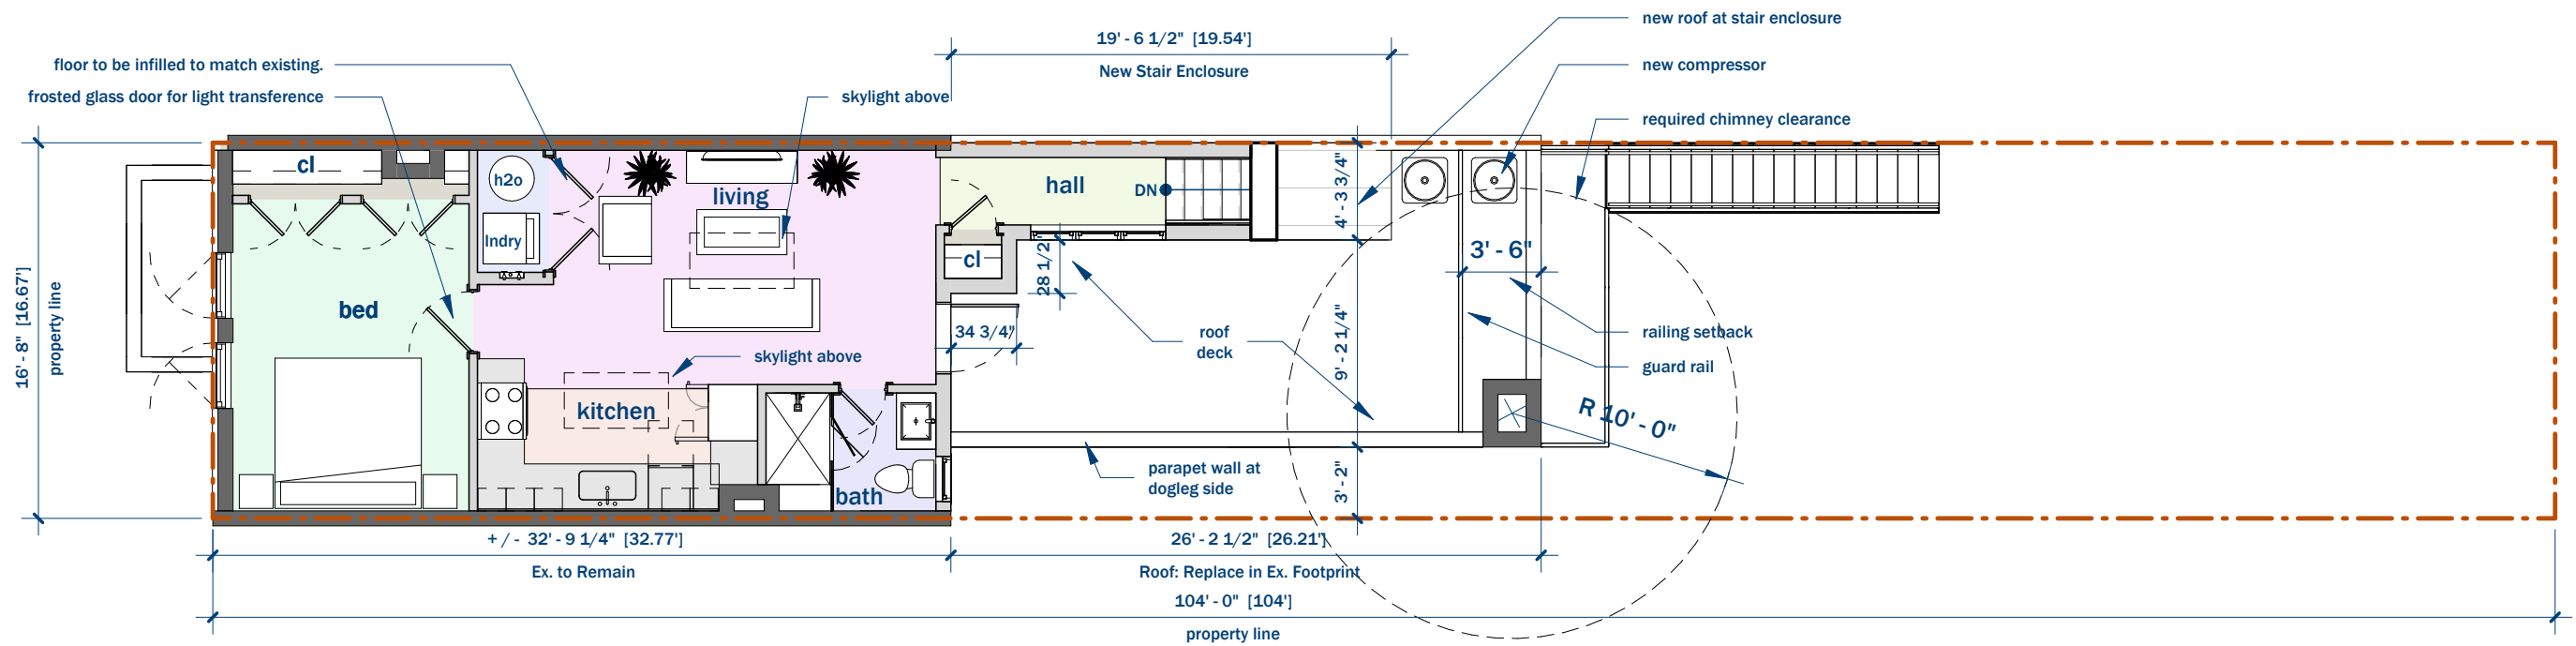 new roof at stair enclosure
19' - 6 1/2" [19.54']
floor to be infilled to match existing.
New Stair Enclosure
new compressor
frosted glass door for light transference
skylight above
required chimney clearance
cl
h2o
living
hall
DN
4' - 3 3/4"
lndry
cl
28 1/2"
3' - 6"
16' - 8" [16.67']
property line
bed
34 3/4"
roof
deck
9' - 2 1/4"
railing setback
guard rail
skylight above
kitchen
R 10' - 0"
bath
parapet wall at
dogleg side
3' - 2"
+ / - 32' - 9 1/4" [32.77']
26' - 2 1/2" [26.21']
Ex. to Remain
Roof: Replace in Ex. Footprint
104' - 0" [104']
property line